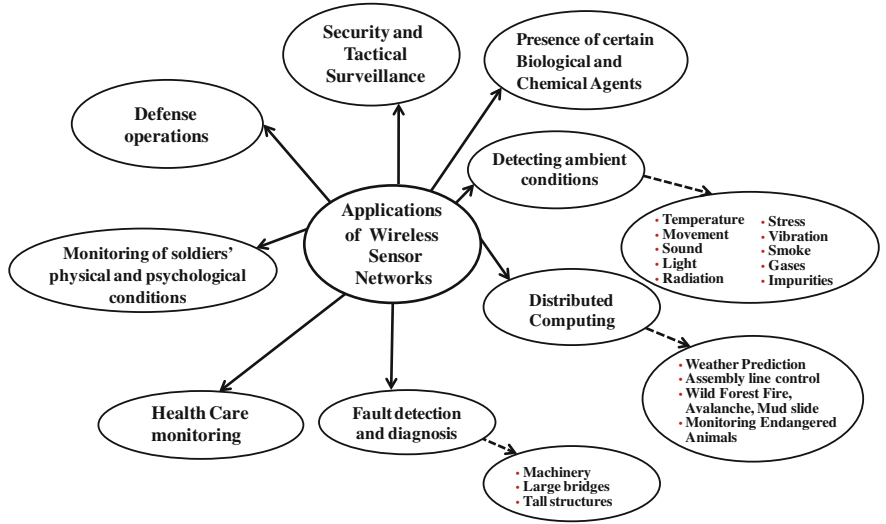 Security and
Tactical
Surveillance
Presence of certain
Biological and
Chemical Agents
Defense
operations
Detecting ambient
conditions
Applications
of Wireless
Sensor
Networks
• Temperature
• Movement
• Sound
• Light
• Radiation
• Stress
• Vibration
• Smoke
• Gases
• Impurities
Monitoring of soldiers’
physical and psychological
conditions
Distributed
Computing
• Weather Prediction
• Assembly line control
• Wild Forest Fire,
Avalanche, Mud slide
• Monitoring Endangered
Animals
Health Care
monitoring
Fault detection
and diagnosis
• Machinery
• Large bridges
• Tall structures